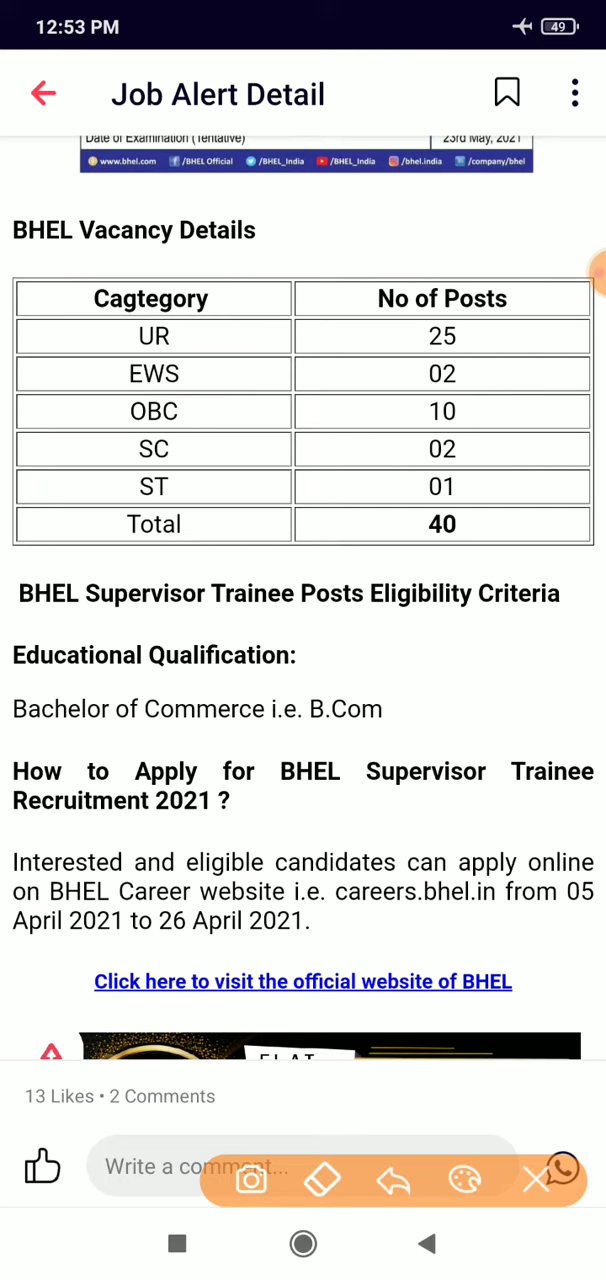 12:53 PM
49
Job Alert Detail
Date of Examination (Tentative) 23rd May, 2021
www.bhel.com /BHEL Official /BHEL_India /BHEL_India /bhel.india /company/bhel
BHEL Vacancy Details
Cagtegory No of Posts
UR 25
EWS 02
OBC 10
SC 02
ST 01
Total 40
BHEL Supervisor Trainee Posts Eligibility Criteria
Educational Qualification:
Bachelor of Commerce i.e. B.Com
How to Apply for BHEL Supervisor Trainee
Recruitment 2021 ?
Interested and eligible candidates can apply online
on BHEL Career website i.e. careers.bhel.in from 05
April 2021 to 26 April 2021.
Click here to visit the official website of BHEL
FLAT
13 Likes • 2 Comments
Write a comment...